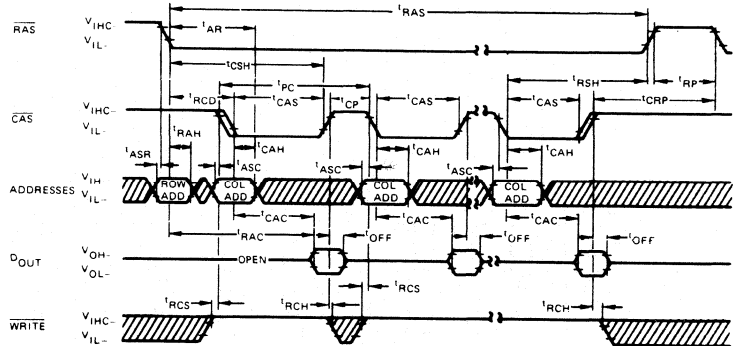 tRAS
RAS VIHC- tAR
VIL-
tCSH
tPC tRSH tRP
tRCD tCAS tCP tCAS tCAS tCRP
CAS VIHC-
VIL-
tRAH tCAH tCAH tCAH
tASR tASC tASC tASC
ADDRESSES VIH- ROW ADD COL ADD COL ADD COL ADD
VIL-
tCAC tCAC tCAC
tRAC tOFF tOFF tOFF
DOUT VOH- OPEN
VOL-
tRCS tRCH tRCS tRCH
WRITE VIHC-
VIL-